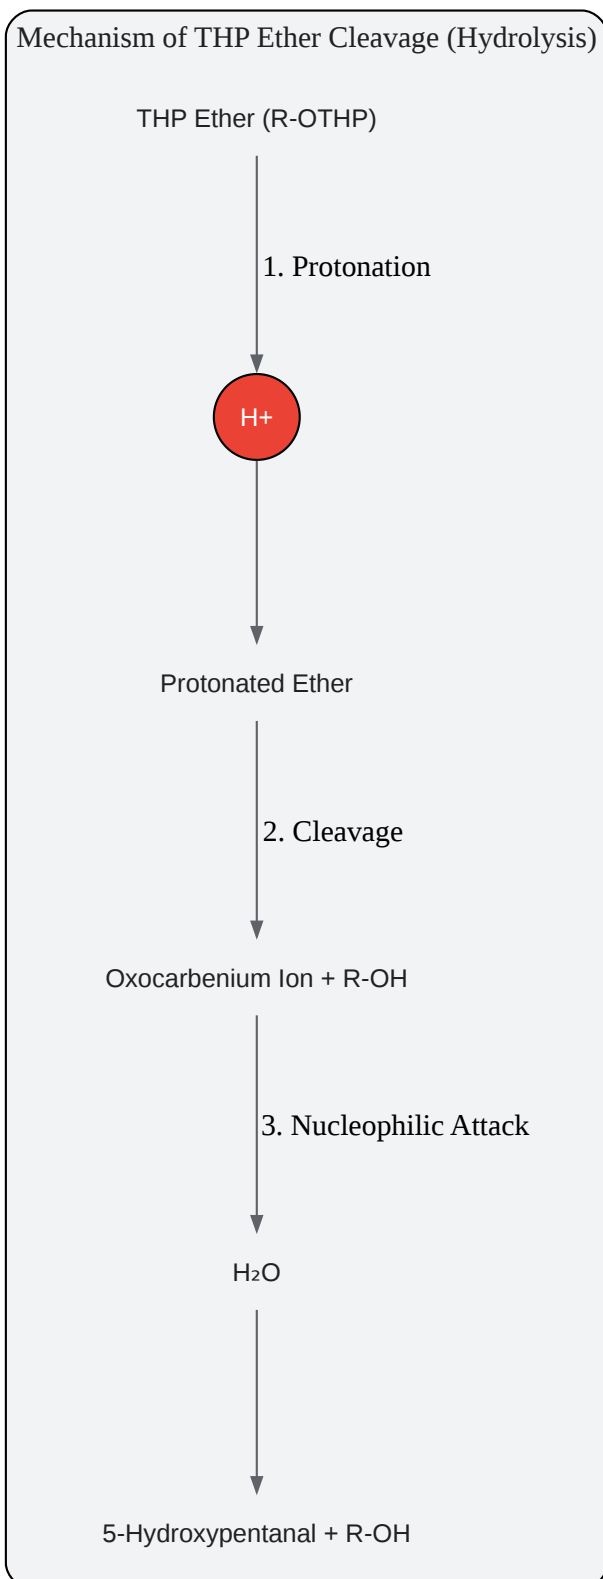 Mechanism of THP Ether Cleavage (Hydrolysis)
THP Ether (R-OTHP)
1. Protonation
H+
Protonated Ether
2. Cleavage
Oxocarbenium Ion + R-OH
3. Nucleophilic Attack
H₂O
5-Hydroxypentanal + R-OH